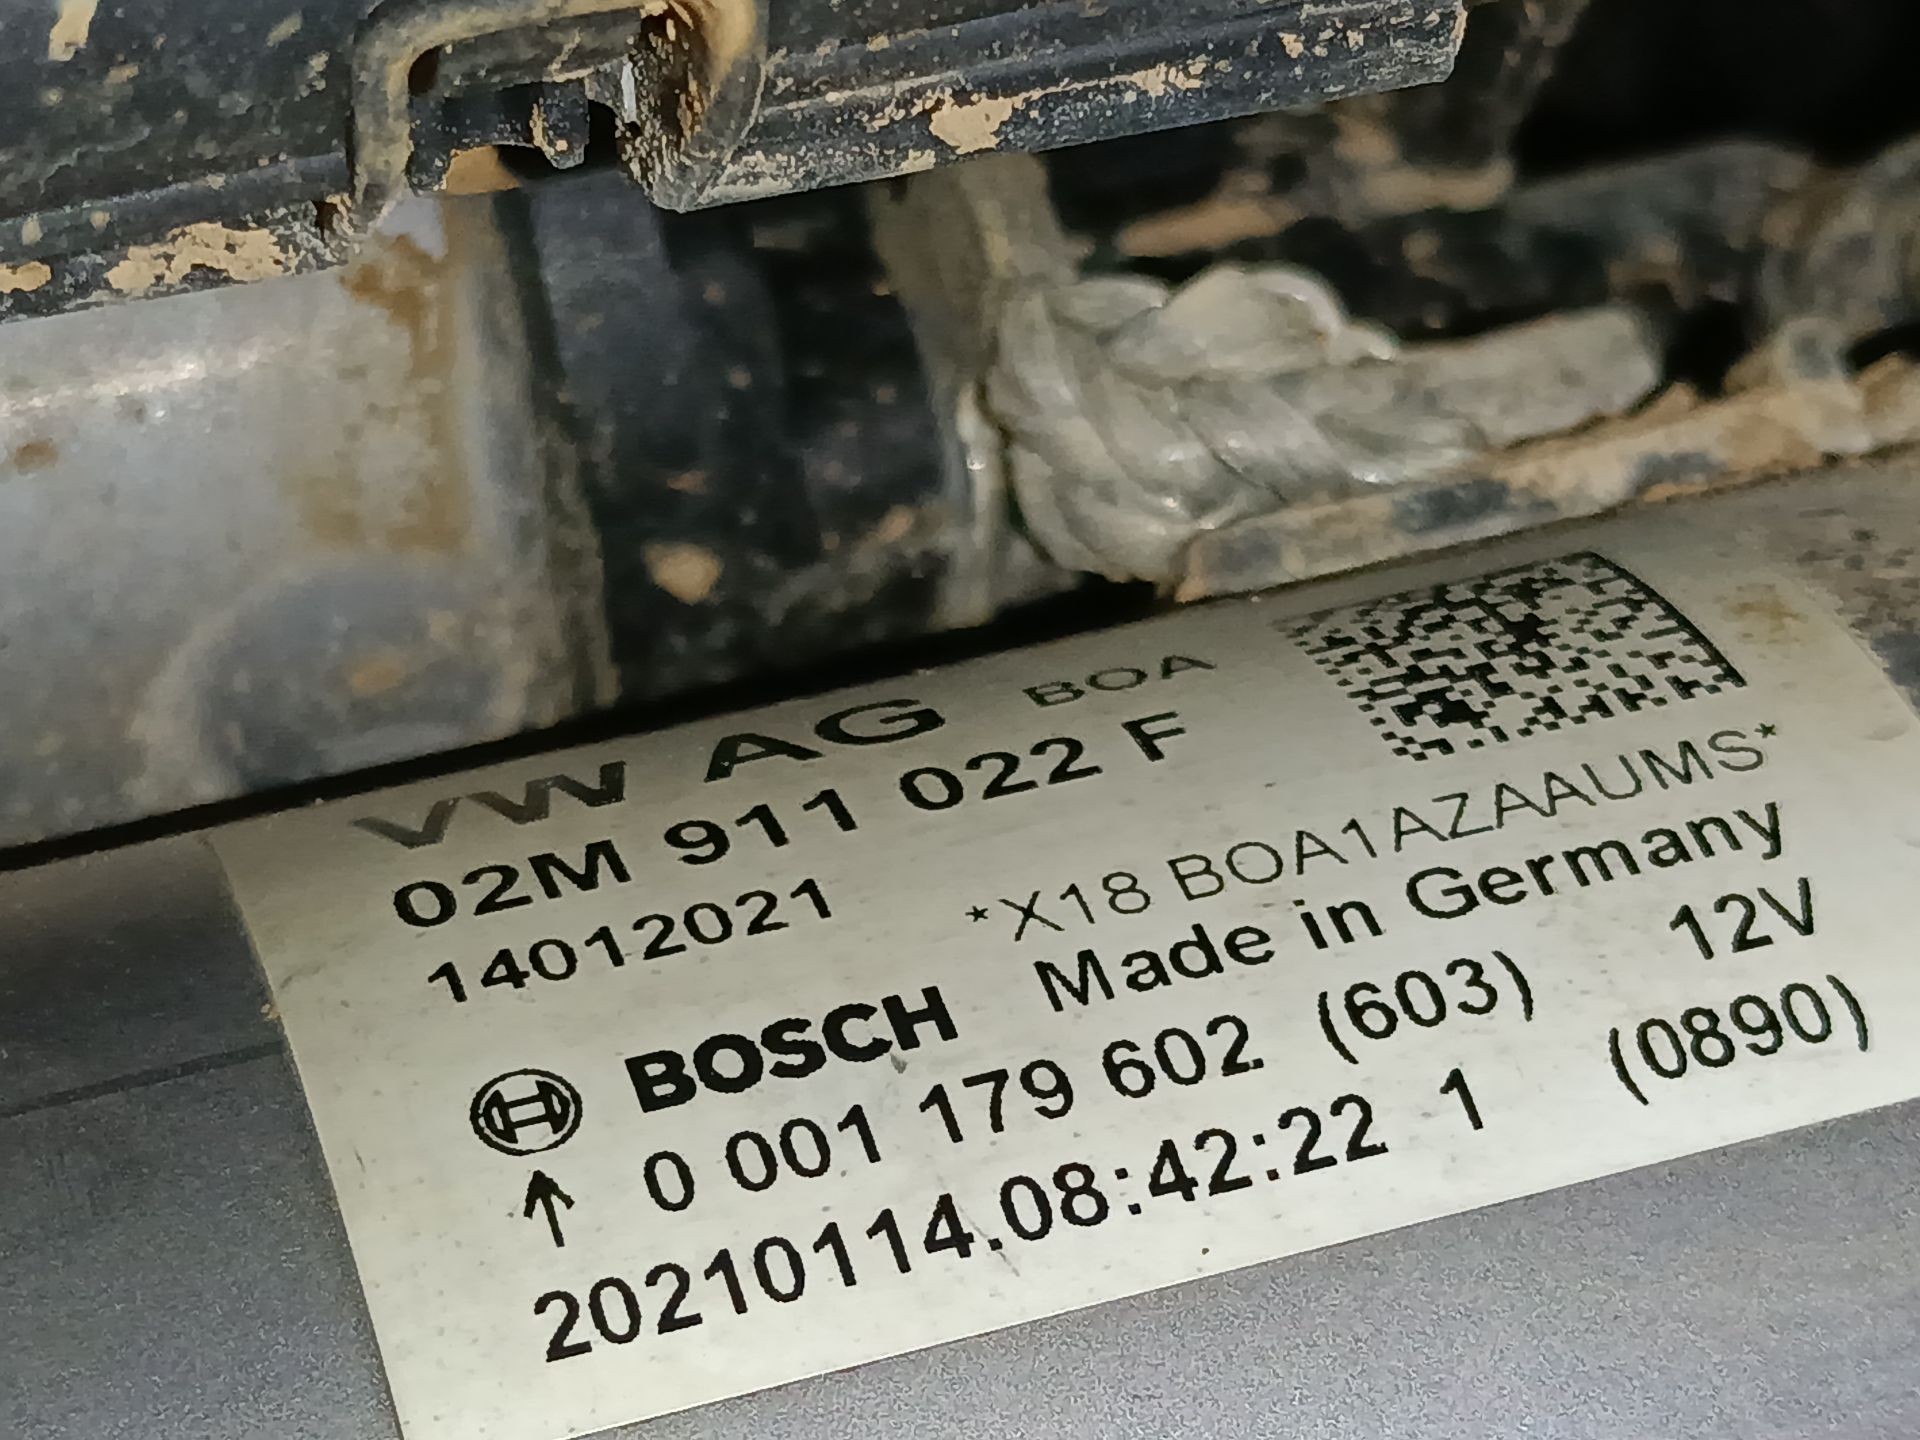 VW AG BOA
02M 911 022 F
14012021 *X18 BOA1AZAAUMS*
BOSCH Made in Germany
0 001 179 602 (603) 12V
20210114.08:42:22 1 (0890)